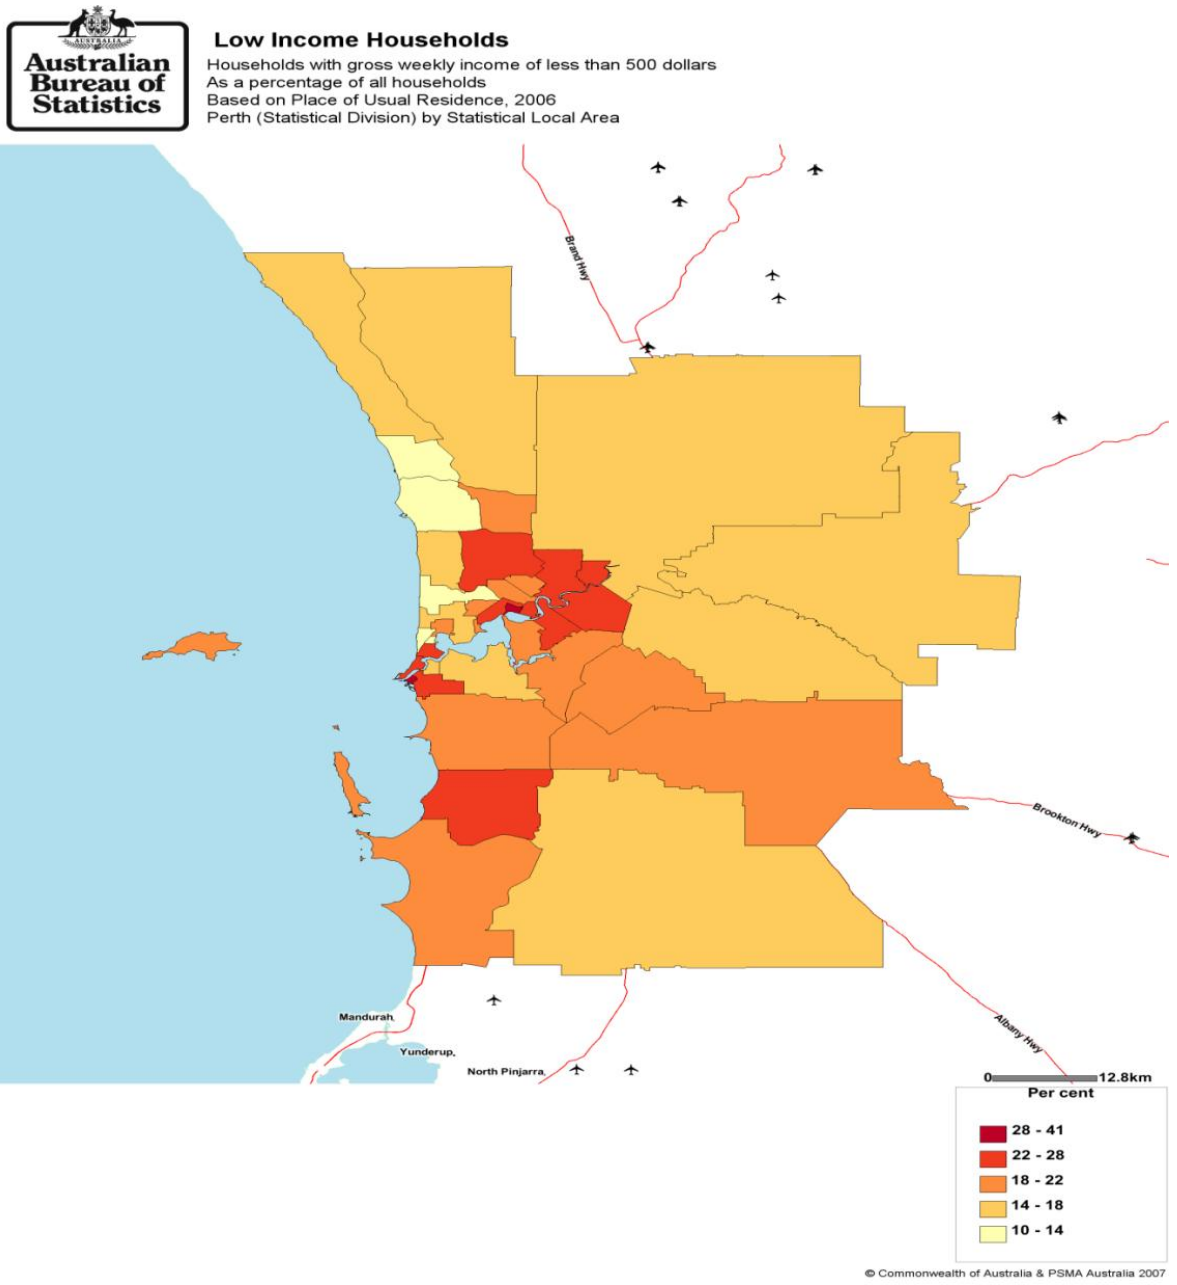 AUSTRALIA
Australian
Bureau of
Statistics
Low Income Households
Households with gross weekly income of less than 500 dollars
As a percentage of all households
Based on Place of Usual Residence, 2006
Perth (Statistical Division) by Statistical Local Area
Brand Hwy
Brookton Hwy
Albany Hwy
Mandurah
Yunderup
North Pinjarra
0 12.8km
Per cent
28 - 41
22 - 28
18 - 22
14 - 18
10 - 14
© Commonwealth of Australia & PSMA Australia 2007